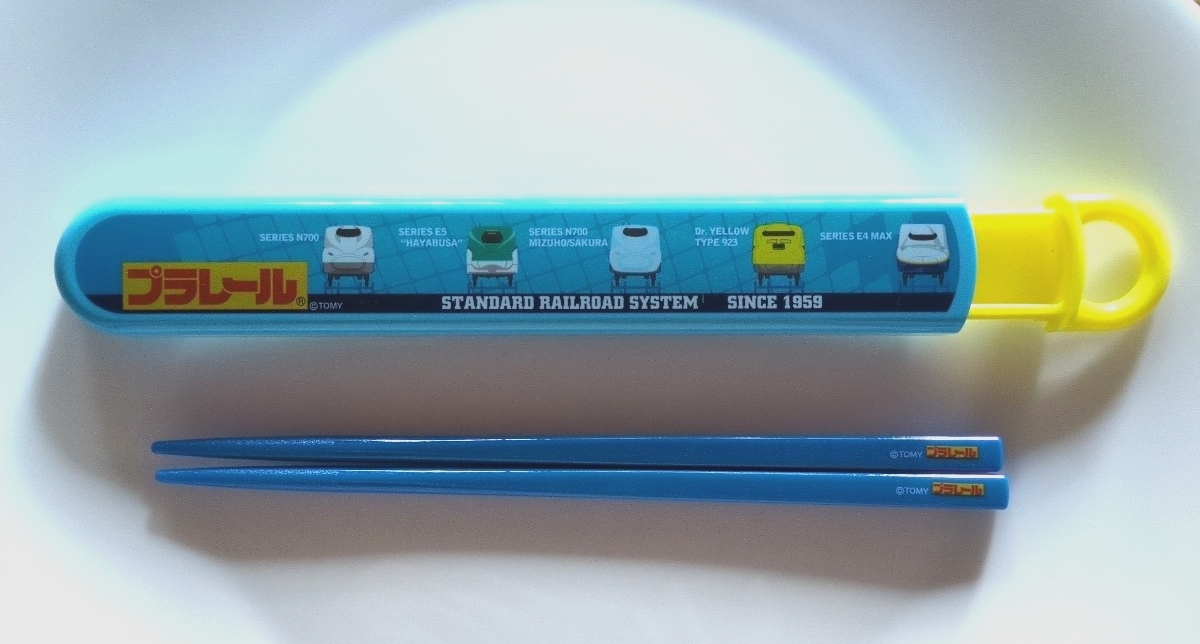 SERIES N700
SERIES E5
"HAYABUSA"
SERIES N700
MIZUHO/SAKURA
Dr. YELLOW
TYPE 923
SERIES E4 MAX
プラレール®
©TOMY
STANDARD RAILROAD SYSTEM SINCE 1959
©TOMY プラレール
©TOMY プラレール